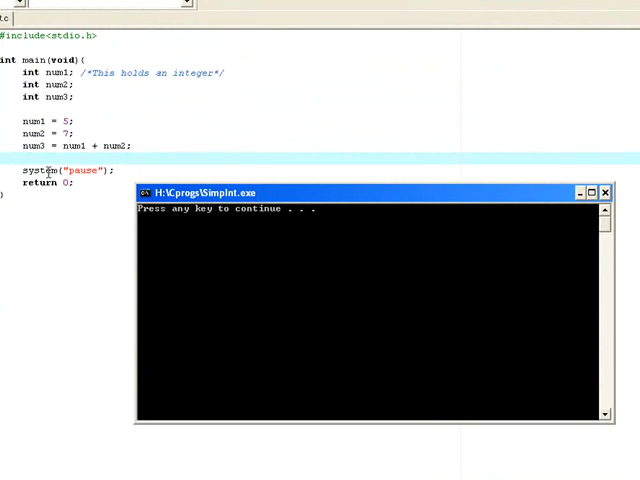 tc
#include<stdio.h>
int main(void){
int num1; /*This holds an integer*/
int num2;
int num3;
num1 = 5;
num2 = 7;
num3 = num1 + num2;
system("pause");
return 0;
)
H:\Cprogs\SimpInt.exe
Press any key to continue . . .